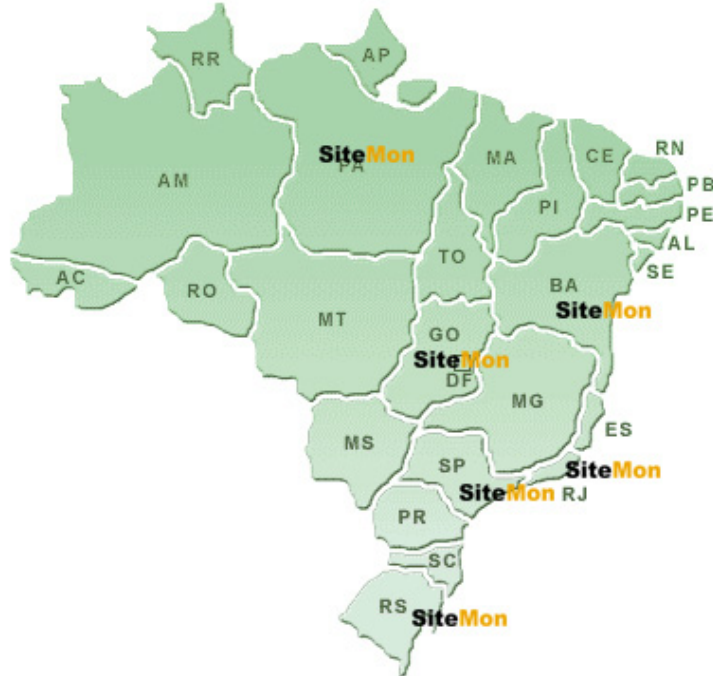 RR
AP
SiteMon
PA
AM
MA
CE
RN
PB
PI
PE
AL
SE
TO
AC
RO
BA
SiteMon
MT
GO
SiteMon
DF
MG
ES
MS
SP
SiteMon
SiteMon
RJ
PR
SC
RS
SiteMon